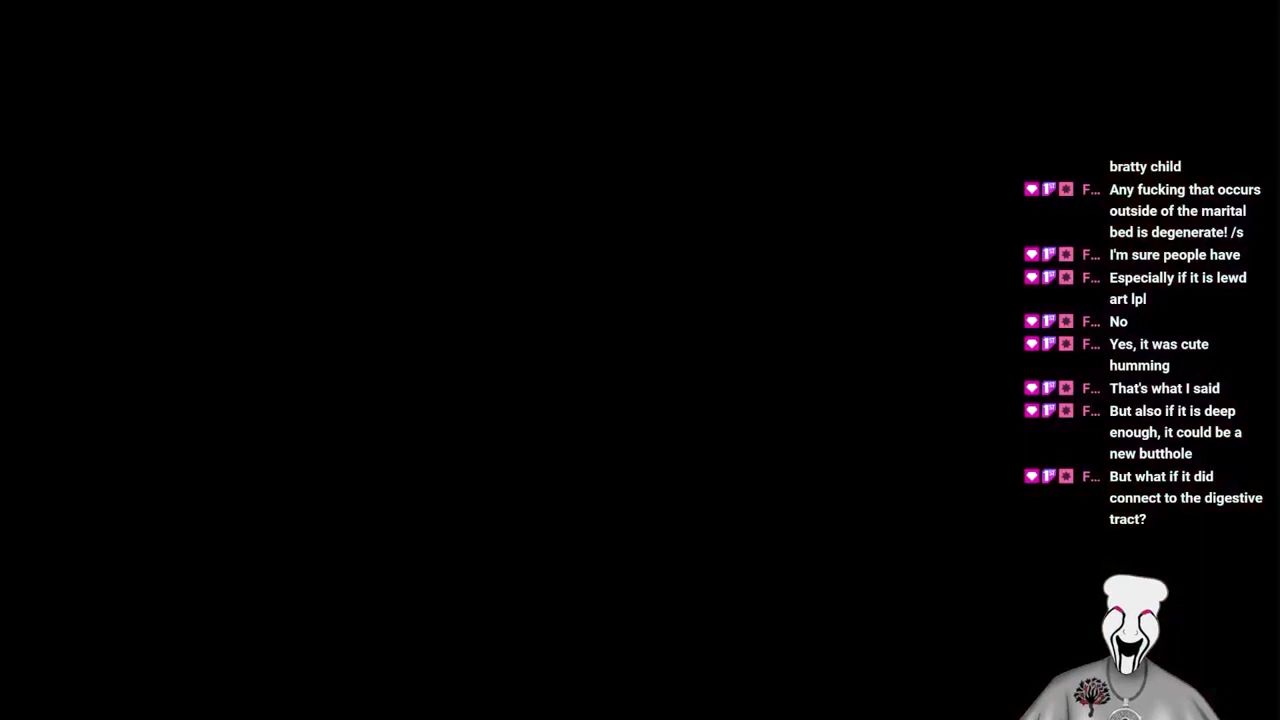 bratty child
F... Any fucking that occurs
outside of the marital
bed is degenerate! /s
F... I'm sure people have
F... Especially if it is lewd
art lpl
F... No
F... Yes, it was cute
humming
F... That's what I said
F... But also if it is deep
enough, it could be a
new butthole
F... But what if it did
connect to the digestive
tract?